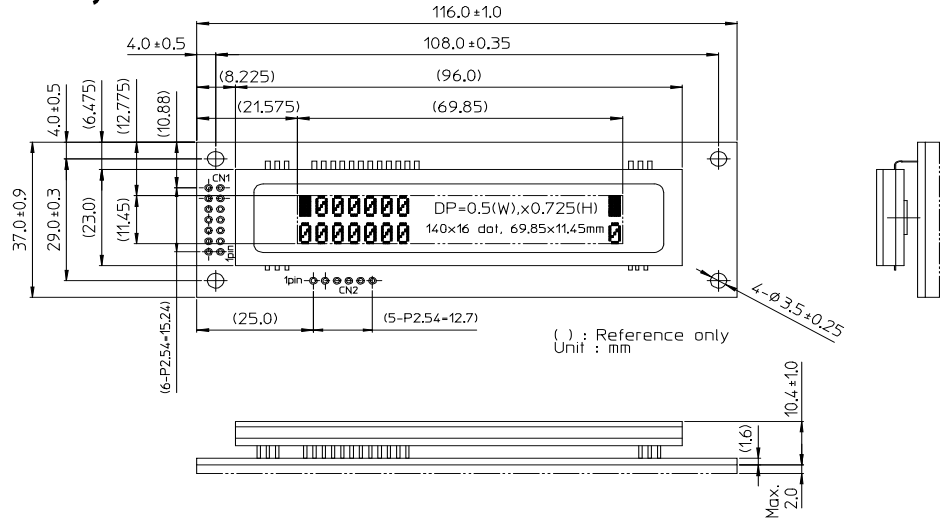 116.0 ±1.0
4.0 ±0.5
108.0 ±0.35
(8.225)
(96.0)
(21.575)
(69.85)
4.0 ±0.5
(6.475)
(12.775)
(10.88)
37.0 ±0.9
29.0 ±0.3
(23.0)
(11.45)
CN1
DP=0.5(W),x0.725(H)
140x16 dot, 69.85x11.45mm
1pin
1pin
CN2
(25.0)
(5-P2.54=12.7)
(6-P2.54=15.24)
4-Ø3.5±0.25
( ) : Reference only
Unit : mm
10.4 ±1.0
(1.6)
Max.
2.0